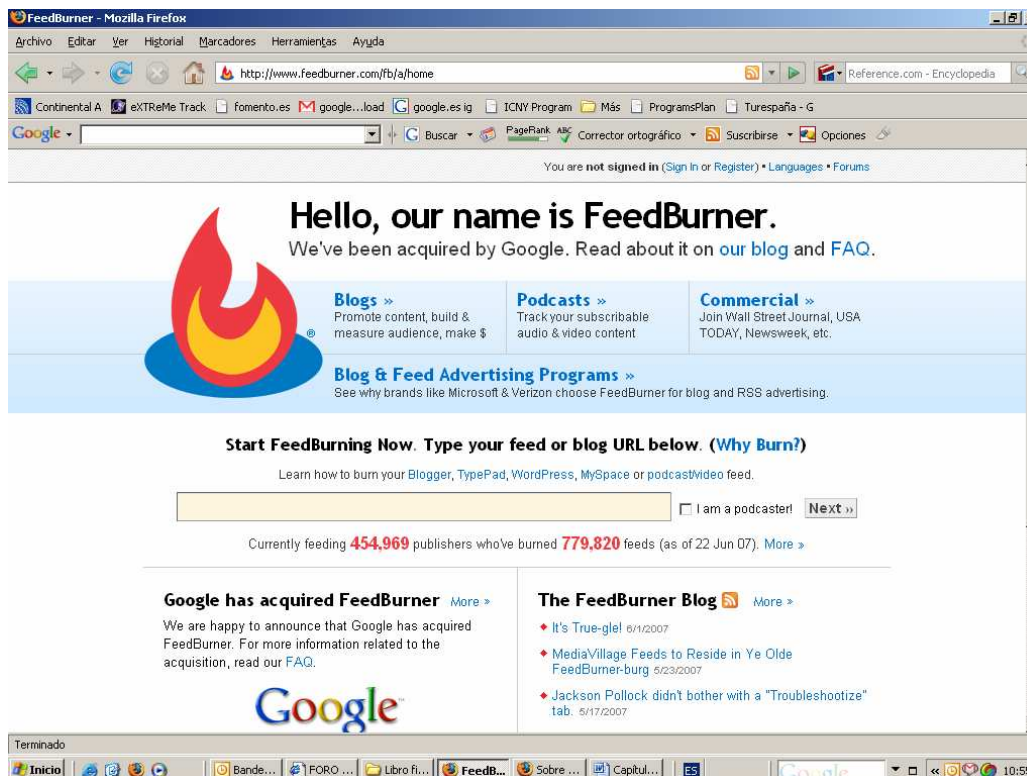 FeedBurner - Mozilla Firefox
Archivo Editar Ver Historial Marcadores Herramientas Ayuda
http://www.feedburner.com/fb/a/home
Reference.com - Encyclopedia
Continental A eXTReMe Track fomento.es google...load google.es ig ICNY Program Más ProgramsPlan Turespaña - G
Google Buscar PageRank ABC Corrector ortográfico Suscribirse Opciones
You are not signed in (Sign In or Register) • Languages • Forums
Hello, our name is FeedBurner.
We've been acquired by Google. Read about it on our blog and FAQ.
Blogs »
Promote content, build &
measure audience, make $
Podcasts »
Track your subscribable
audio & video content
Commercial »
Join Wall Street Journal, USA
TODAY, Newsweek, etc.
®
Blog & Feed Advertising Programs »
See why brands like Microsoft & Verizon choose FeedBurner for blog and RSS advertising.
Start FeedBurning Now. Type your feed or blog URL below. (Why Burn?)
Learn how to burn your Blogger, TypePad, WordPress, MySpace or podcast/video feed.
I am a podcaster! Next »
Currently feeding 454,969 publishers who've burned 779,820 feeds (as of 22 Jun 07). More »
Google has acquired FeedBurner More »
We are happy to announce that Google has acquired
FeedBurner. For more information related to the
acquisition, read our FAQ.
Google™
The FeedBurner Blog More »
It's True-gle! 6/1/2007
MediaVillage Feeds to Reside in Ye Olde
FeedBurner-burg 5/23/2007
Jackson Pollock didn't bother with a "Troubleshootize"
tab. 5/17/2007
Terminado
Inicio Bande... FORO ... Libro fi... FeedB... Sobre ... Capítul... ES Google « 10:5